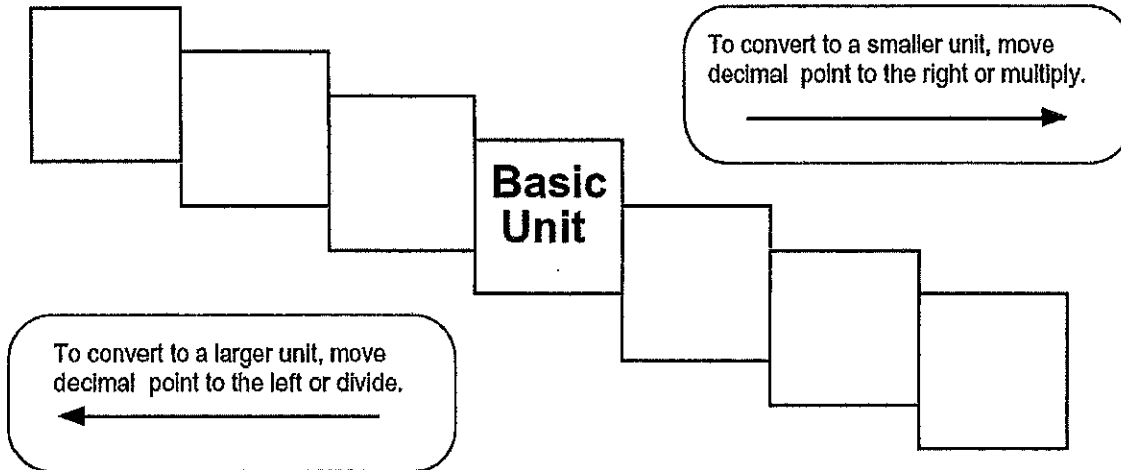 To convert to a smaller unit, move
decimal point to the right or multiply.
Basic
Unit
To convert to a larger unit, move
decimal point to the left or divide.